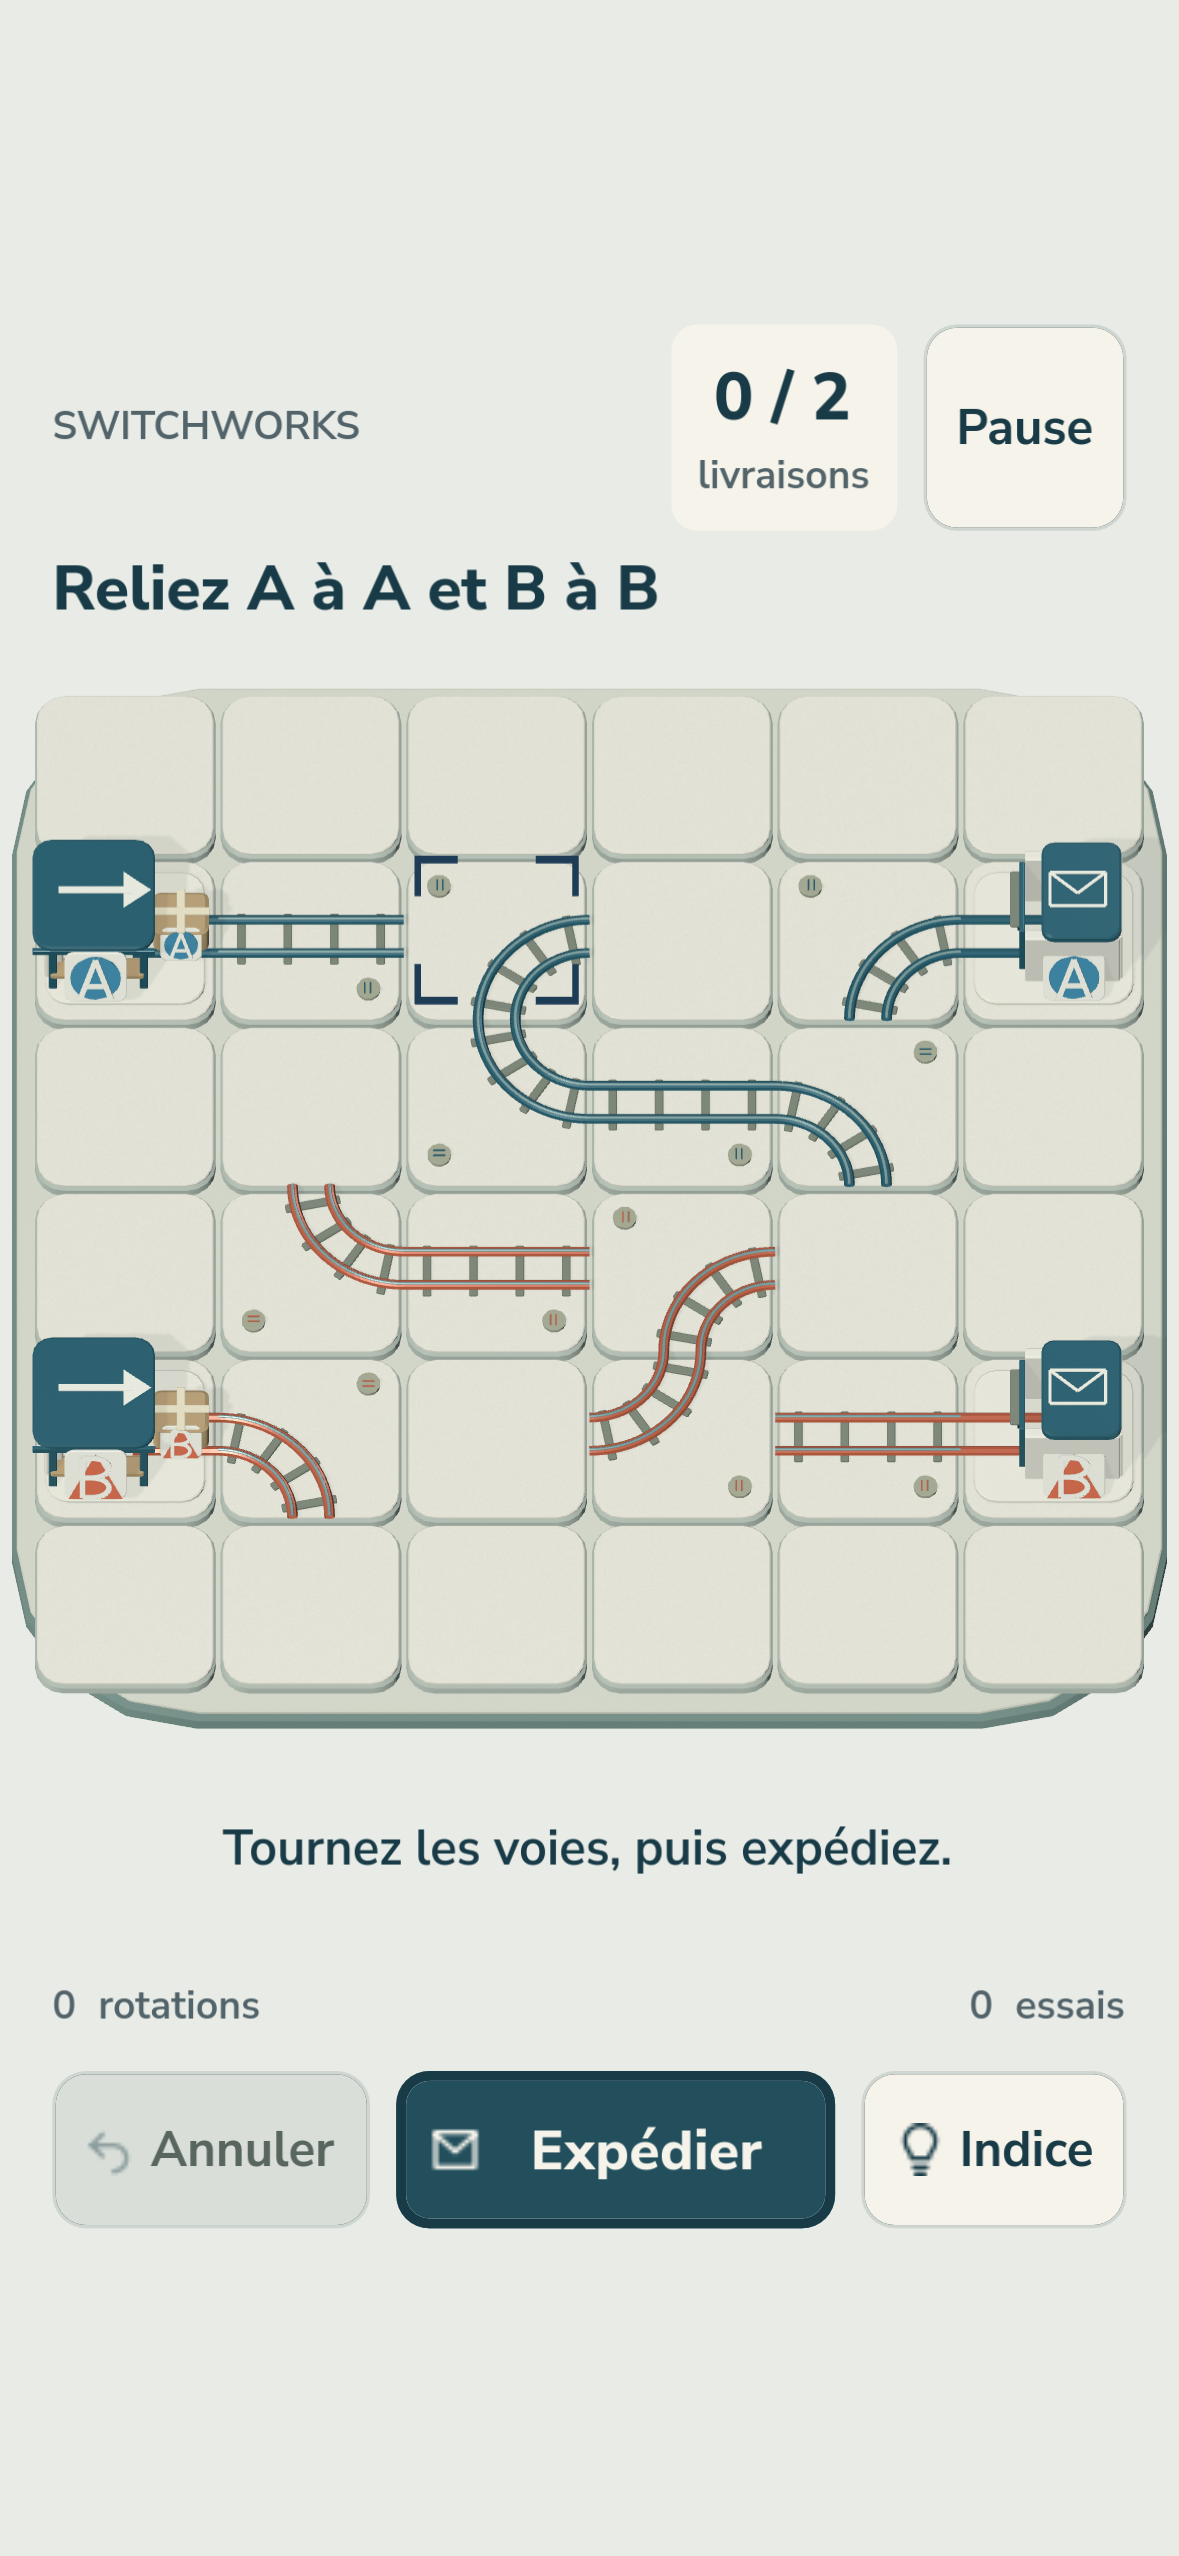 SWITCHWORKS
0 / 2
livraisons
Pause
Reliez A à A et B à B
A
A
A
B
B
B
Tournez les voies, puis expédiez.
0 rotations
0 essais
Annuler
Expédier
Indice